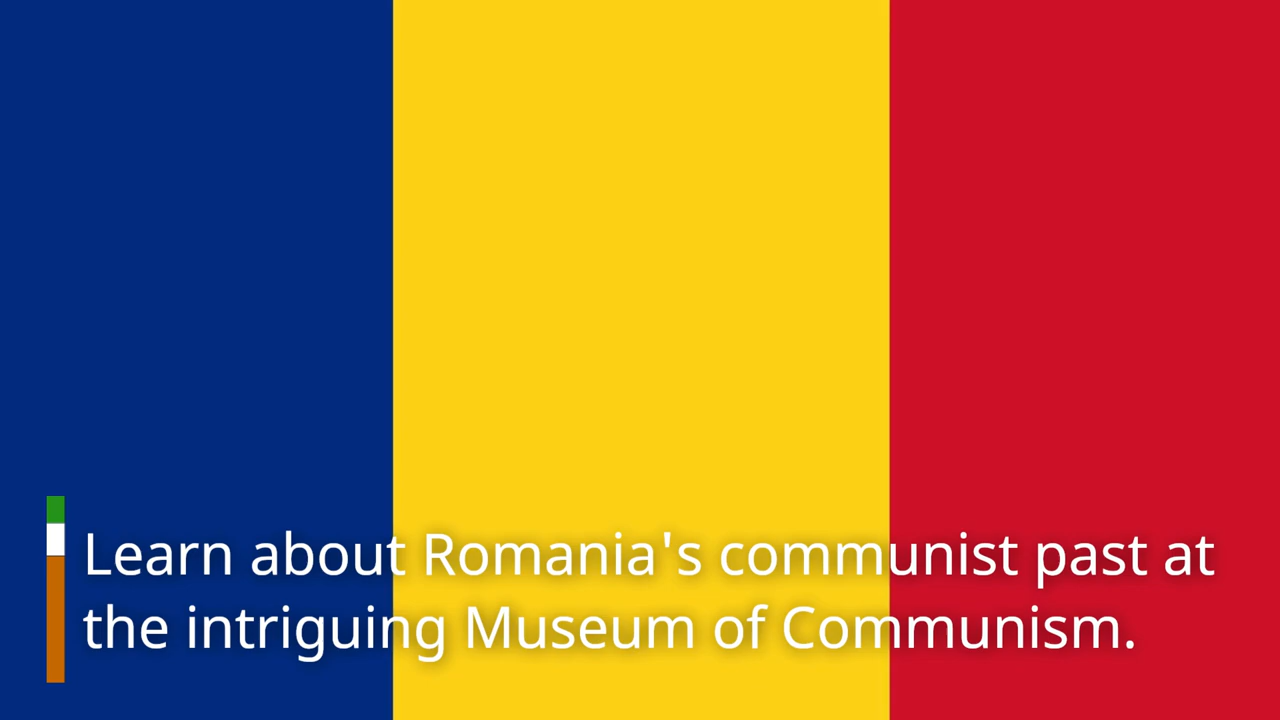 Learn about Romania's communist past at
the intriguing Museum of Communism.